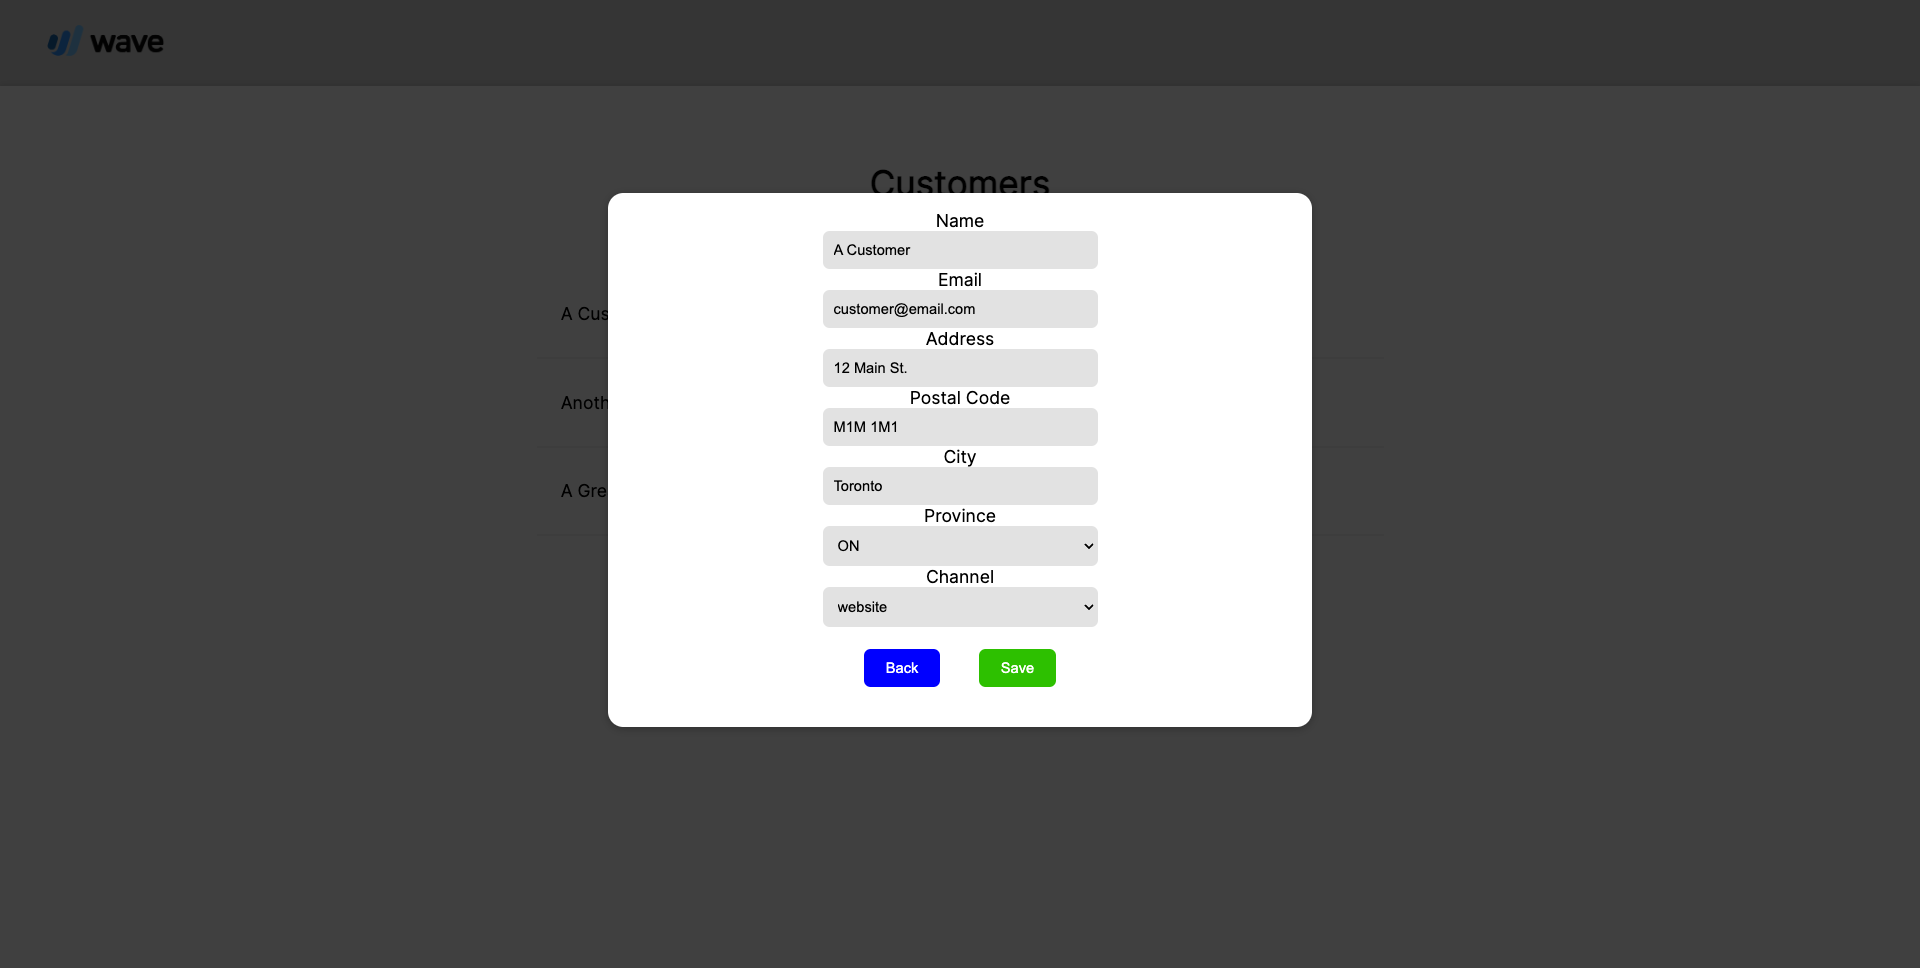 wave
Customers
Name
A Customer
Email
customer@email.com
Address
12 Main St.
Postal Code
M1M 1M1
City
Toronto
Province
ON
Channel
website
Back Save
A Cus
Anoth
A Gre